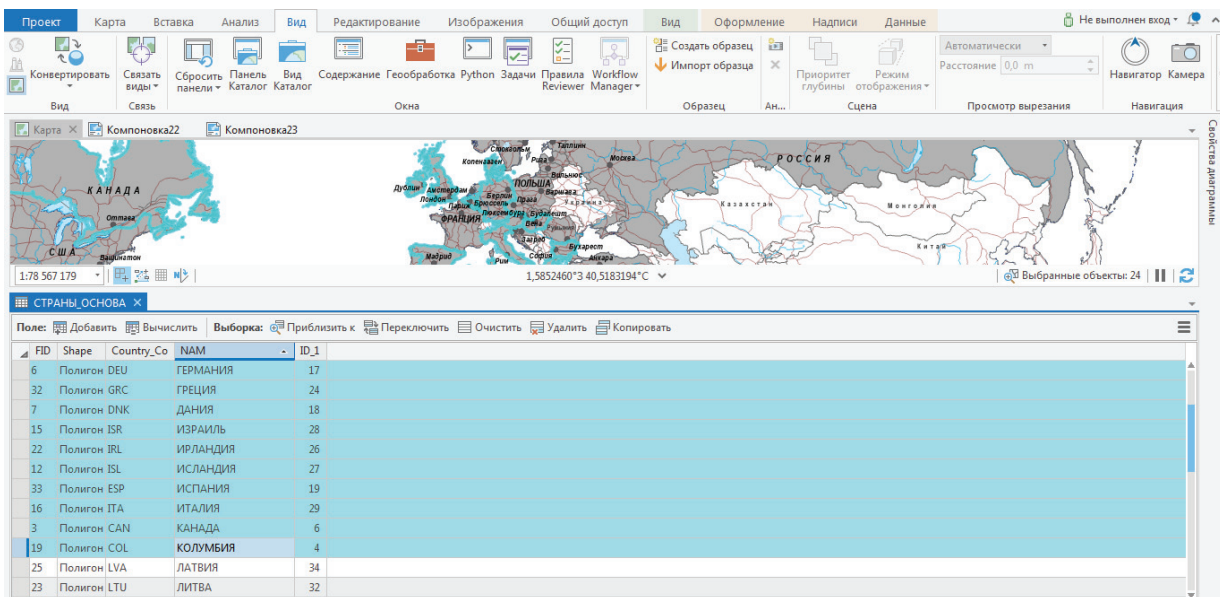 Проект Карта Вставка Анализ Вид Редактирование Изображения Общий доступ Вид Оформление Надписи Данные Не выполнен вход
Конвертировать Связать виды Сбросить панели Панель Каталог Вид Каталог Содержание Геообработка Python Задачи Правила Reviewer Workflow Manager Создать образец Импорт образца Приоритет глубины Режим отображения Автоматически Расстояние 0,0 m Навигатор Камера
Вид Связь Окна Образец Ан... Сцена Просмотр вырезания Навигация
Карта Компоновка22 Компоновка23
Свойства диаграммы
Стокгольм Таллинн
Копенгаген Рига Москва РОССИЯ
Вильнюс
КАНАДА Дублин Амстердам ПОЛЬША
Берлин Варшава
Лондон Брюссель Прага Украина Казахстан Монголия
Оттава Париж Люксембург Будапешт
ФРАНЦИЯ Вена Румыния
Загреб Бухарест Китай
США Вашингтон Мадрид Рим София Анкара
1:78 567 179 1,5852460°З 40,5183194°С Выбранные объекты: 24
СТРАНЫ_ОСНОВА
Поле: Добавить Вычислить Выборка: Приблизить к Переключить Очистить Удалить Копировать
FID Shape Country_Co NAM ID_1
6 Полигон DEU ГЕРМАНИЯ 17
32 Полигон GRC ГРЕЦИЯ 24
7 Полигон DNK ДАНИЯ 18
15 Полигон ISR ИЗРАИЛЬ 28
22 Полигон IRL ИРЛАНДИЯ 26
12 Полигон ISL ИСЛАНДИЯ 27
33 Полигон ESP ИСПАНИЯ 19
16 Полигон ITA ИТАЛИЯ 29
3 Полигон CAN КАНАДА 6
19 Полигон COL КОЛУМБИЯ 4
25 Полигон LVA ЛАТВИЯ 34
23 Полигон LTU ЛИТВА 32